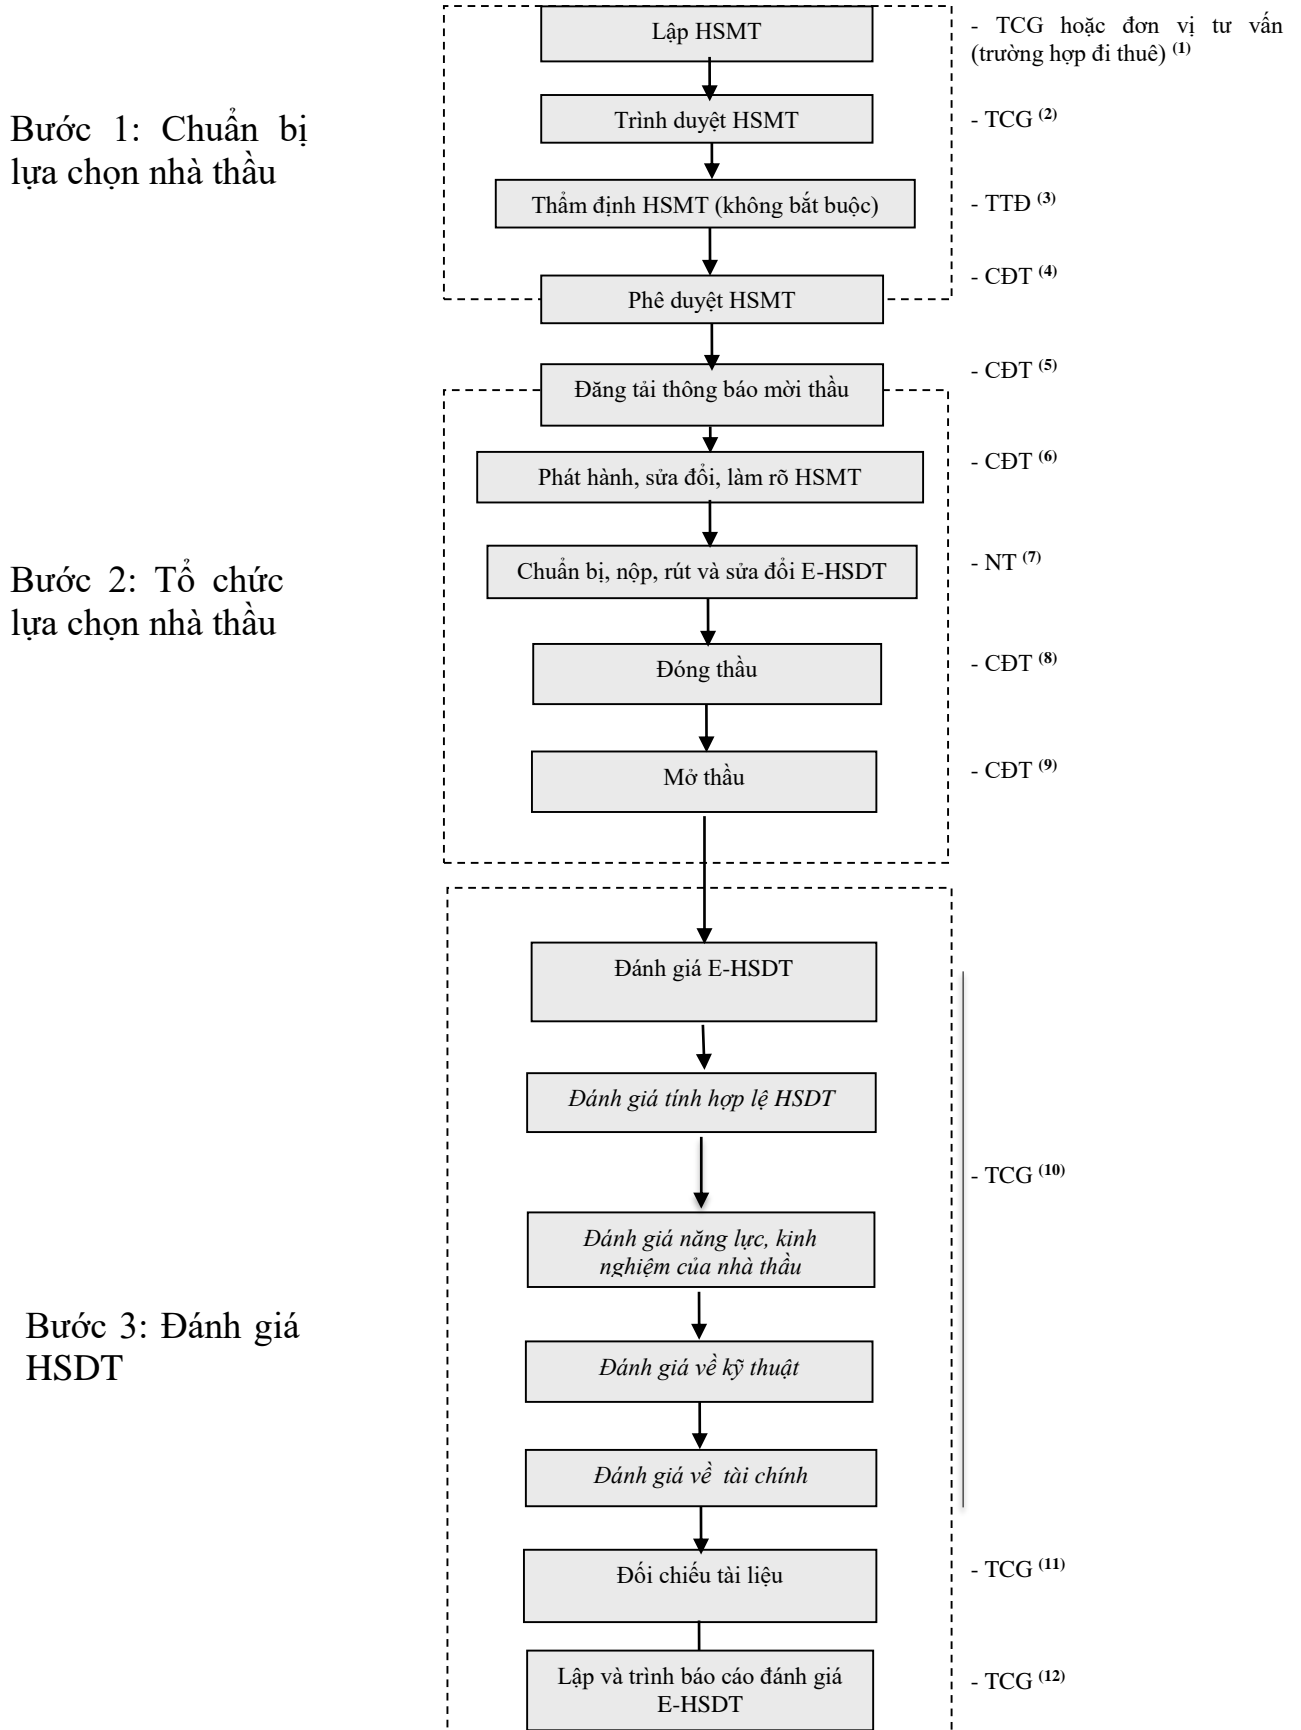 Lập HSMT
- TCG hoặc đơn vị tư vấn
(trường hợp đi thuê) (1)
Bước 1: Chuẩn bị
lựa chọn nhà thầu
Trình duyệt HSMT
- TCG (2)
Thẩm định HSMT (không bắt buộc)
- TTĐ (3)
Phê duyệt HSMT
- CĐT (4)
Đăng tải thông báo mời thầu
- CĐT (5)
Phát hành, sửa đổi, làm rõ HSMT
- CĐT (6)
Bước 2: Tổ chức
lựa chọn nhà thầu
Chuẩn bị, nộp, rút và sửa đổi E-HSDT
- NT (7)
Đóng thầu
- CĐT (8)
Mở thầu
- CĐT (9)
Đánh giá E-HSDT
Đánh giá tính hợp lệ HSDT
- TCG (10)
Đánh giá năng lực, kinh
nghiệm của nhà thầu
Bước 3: Đánh giá
HSDT
Đánh giá về kỹ thuật
Đánh giá về tài chính
Đối chiếu tài liệu
- TCG (11)
Lập và trình báo cáo đánh giá
E-HSDT
- TCG (12)